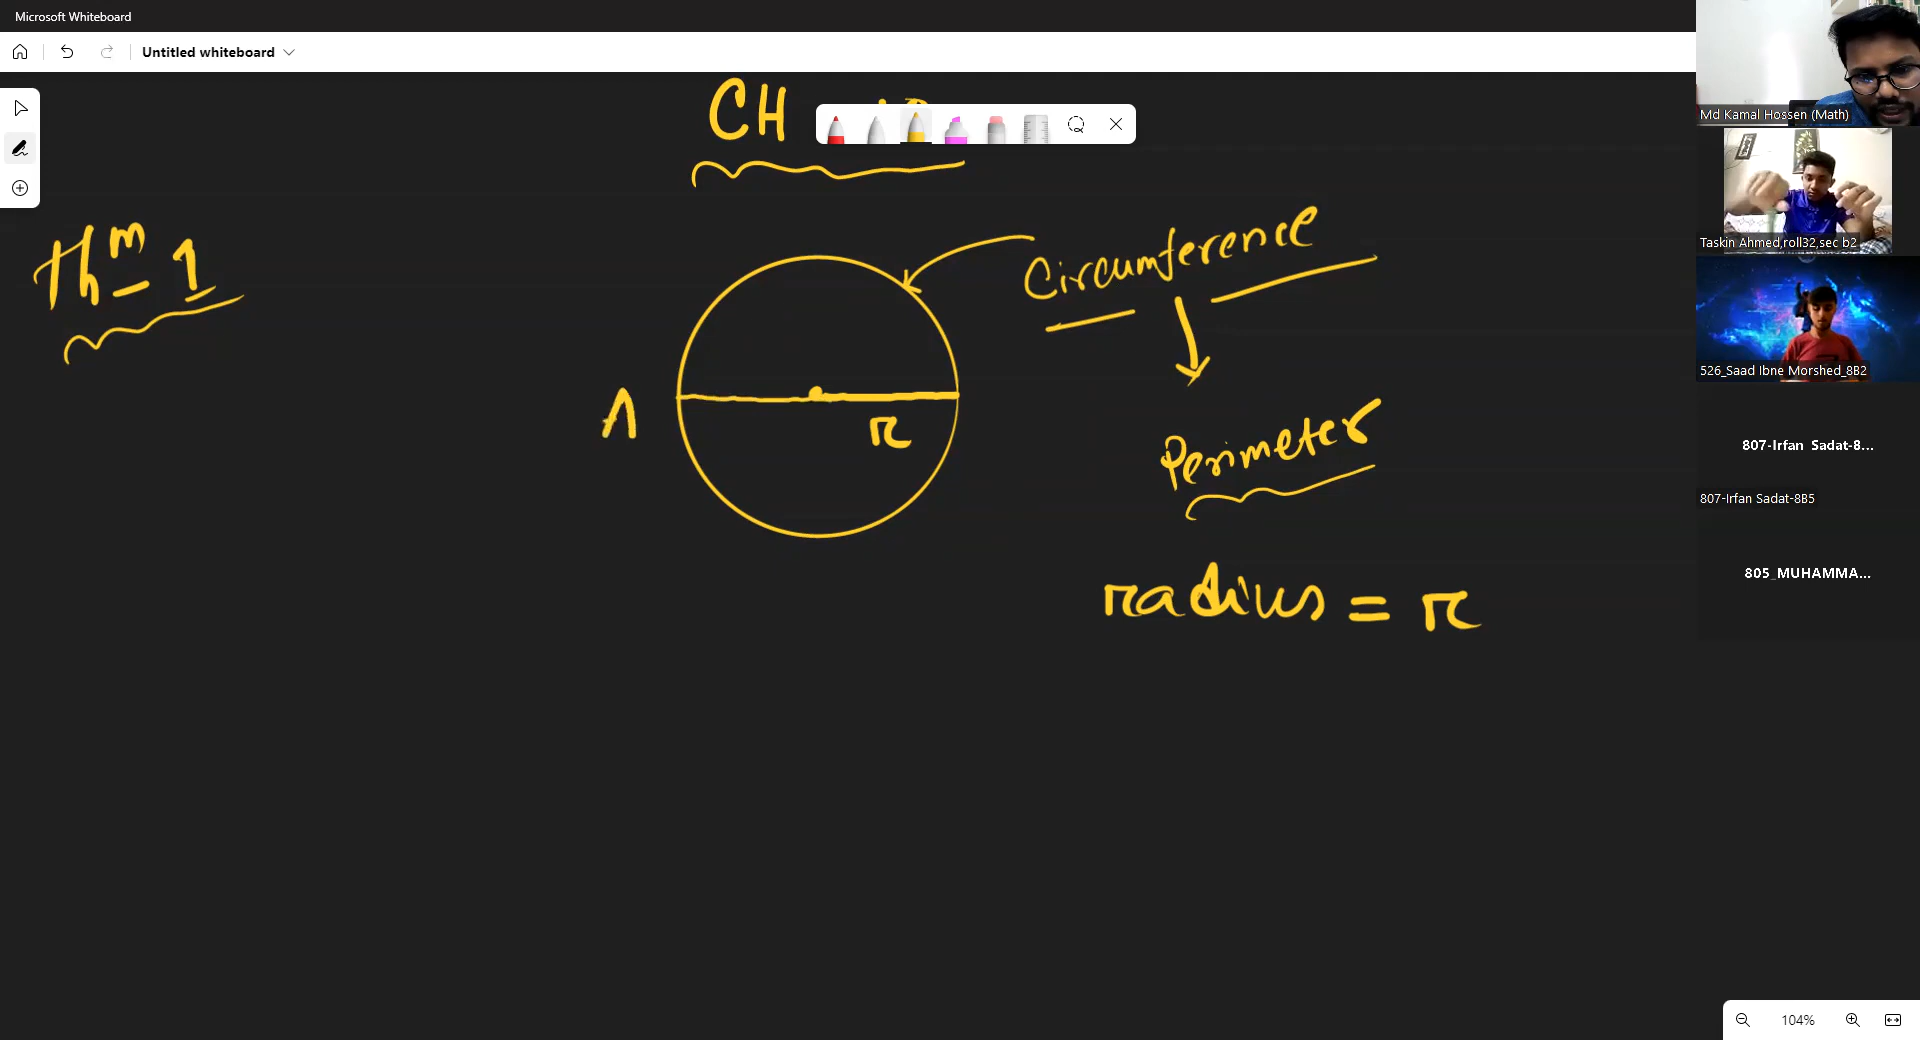 Microsoft Whiteboard
Untitled whiteboard
CH
Thm - 1
Circumference
A
r
Perimeter
radius = r
Md Kamal Hossen (Math)
Taskin Ahmed,roll32,sec b2
526_Saad Ibne Morshed_8B2
807-Irfan Sadat-8...
807-Irfan Sadat-8B5
805_MUHAMMA...
104%